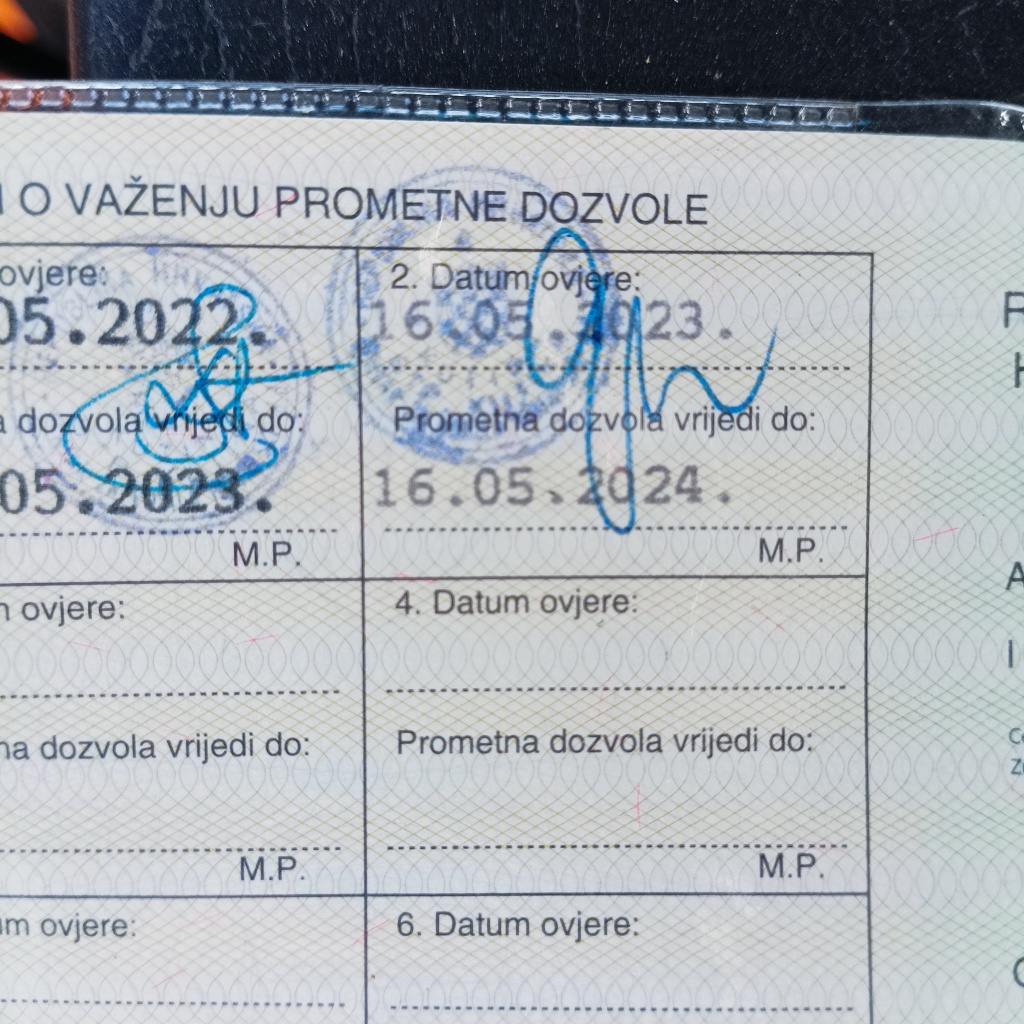 O VAŽENJU PROMETNE DOZVOLE
ovjere:
05.2022.
dozvola vrijedi do:
05.2023.
M.P.
2. Datum ovjere:
16.05.2023.
Prometna dozvola vrijedi do:
16.05.2024.
M.P.
ovjere:
dozvola vrijedi do:
M.P.
4. Datum ovjere:
Prometna dozvola vrijedi do:
M.P.
ovjere:
6. Datum ovjere: